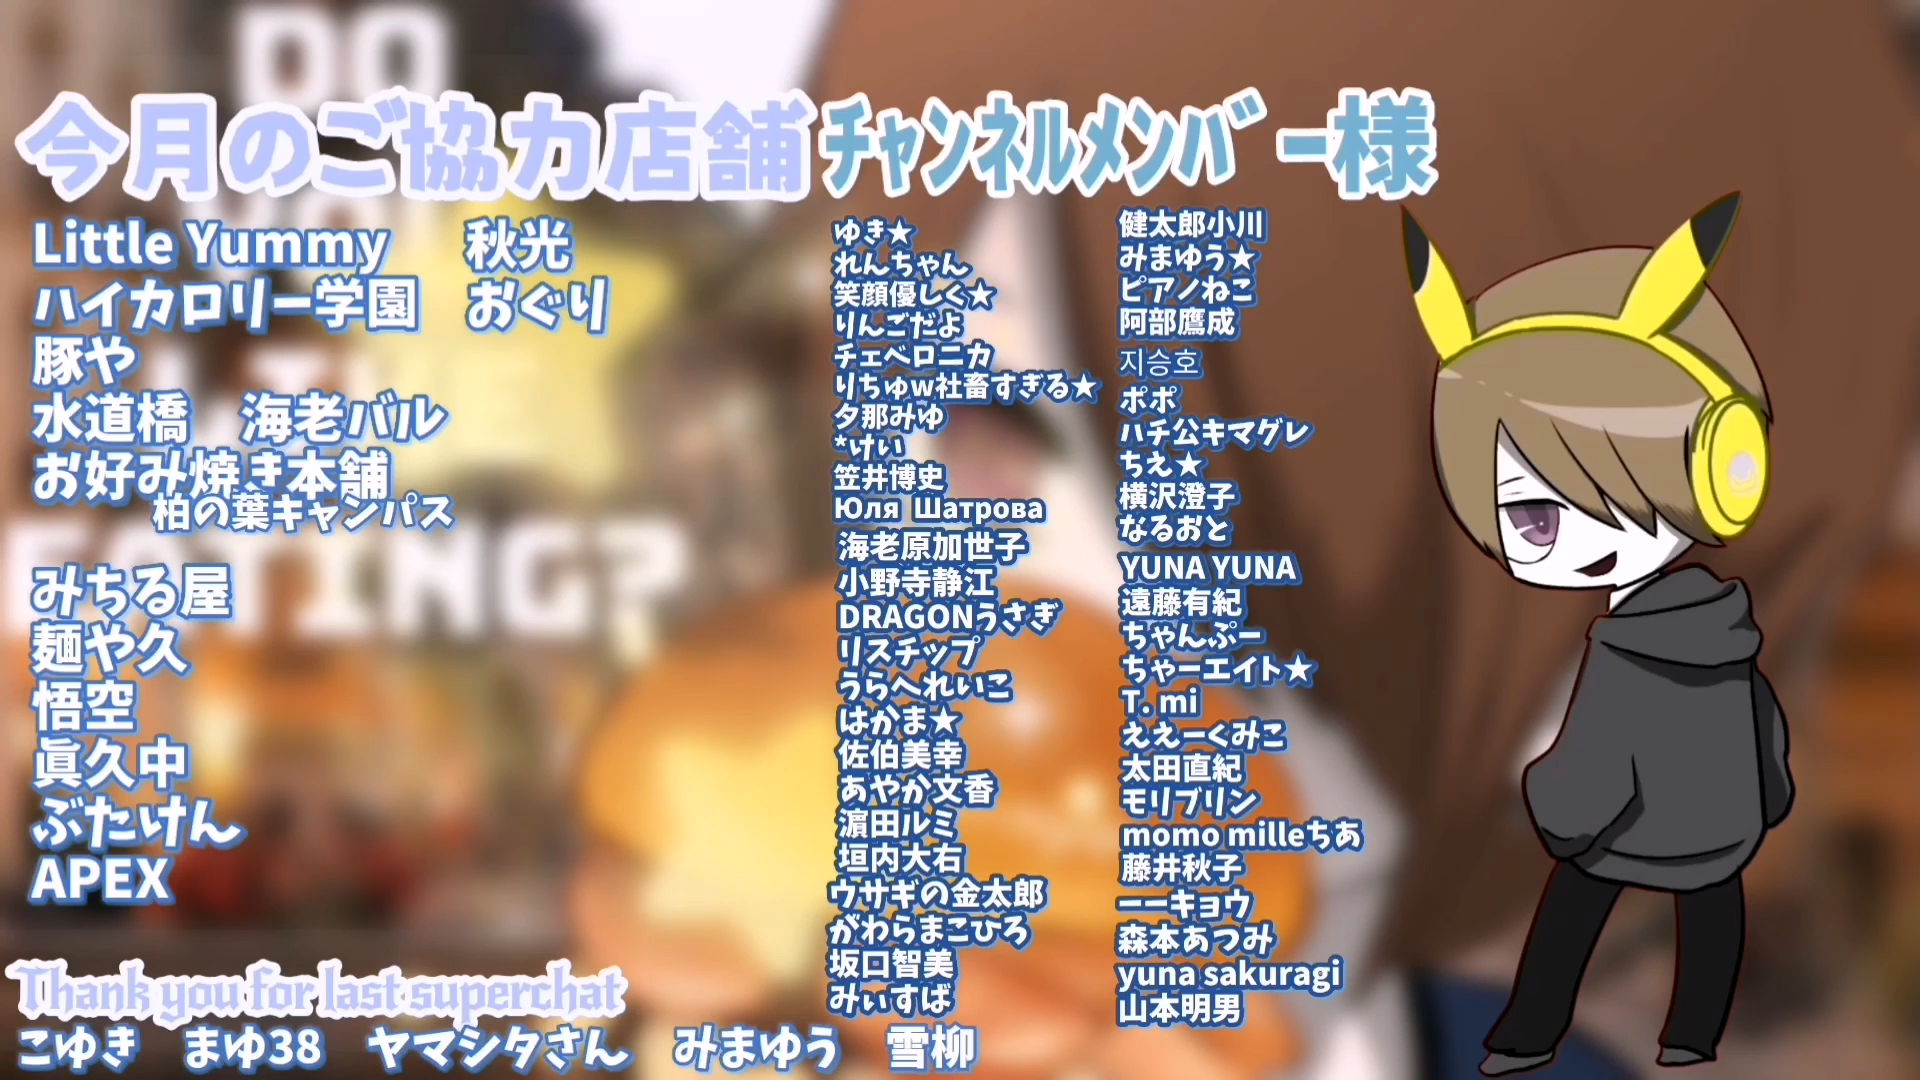 DO
EATING?
今月のご協力店舗
Little Yummy 秋光
ハイカロリー学園 おぐり
豚や
水道橋 海老バル
お好み焼き本舗
柏の葉キャンパス
みちる屋
麺や久
悟空
眞久中
ぶたけん
APEX
チャンネルメンバー様
ゆき★
れんちゃん
笑顔優しく★
りんごだよ
チェベロニカ
りちゅw社畜すぎる★
夕那みゆ
*けい
笠井博史
Юля Шатрова
海老原加世子
小野寺静江
DRAGONうさぎ
リスチップ
うらへれいこ
はかま★
佐伯美幸
あやか文香
濵田ルミ
垣内大右
ウサギの金太郎
がわらまこひろ
坂口智美
みぃすば
健太郎小川
みまゆう★
ピアノねこ
阿部鷹成
지승호
ポポ
ハチ公キマグレ
ちえ★
横沢澄子
なるおと
YUNA YUNA
遠藤有紀
ちゃんぷー
ちゃーエイト★
T. mi
ええーくみこ
太田直紀
モリブリン
momo milleちあ
藤井秋子
ーーキョウ
森本あつみ
yuna sakuragi
山本明男
Thank you for last superchat
こゆき まゆ38 ヤマシタさん みまゆう 雪柳